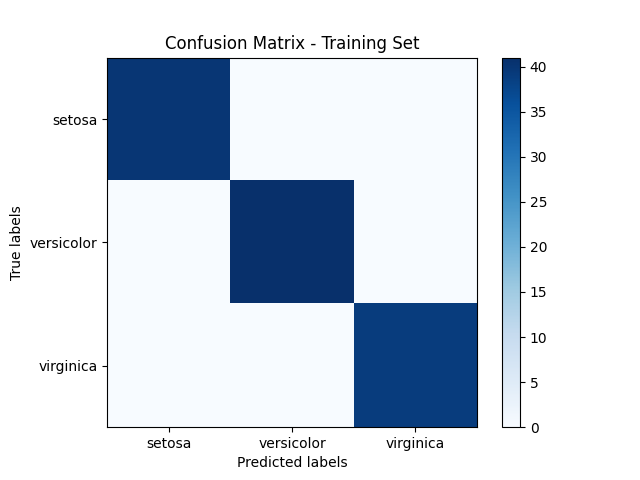 Confusion Matrix - Training Set
True labels
setosa
versicolor
virginica
setosa versicolor virginica
Predicted labels
40
35
30
25
20
15
10
5
0